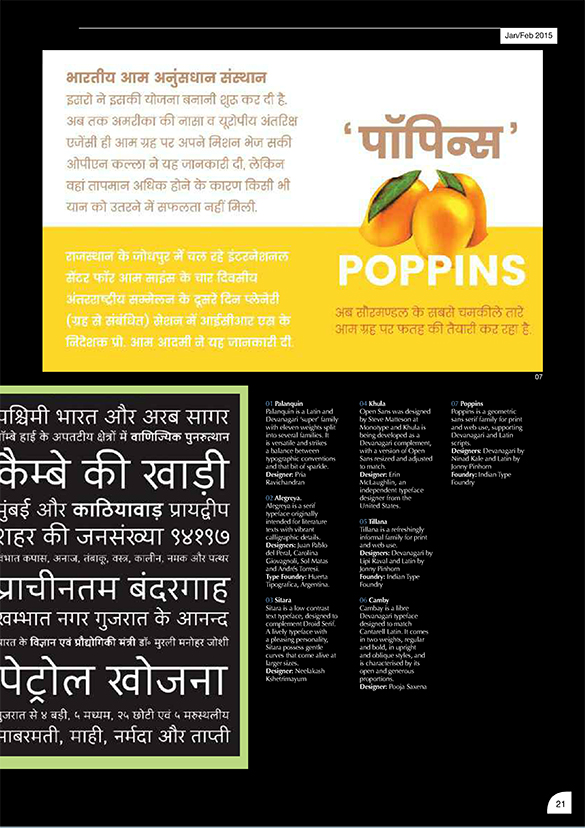 Jan/Feb 2015
भारतीय आम अनुंसधान संस्थान
इसरो ने इसकी योजना बनानी शुरू कर दी है.
अब तक अमरीका की नासा व यूरोपीय अंतरिक्ष
एजेंसी ही आम ग्रह पर अपने मिशन भेज सकी
ओपीएन कल्ला ने यह जानकारी दी, लेकिन
वहां तापमान अधिक होने के कारण किसी भी
यान को उतरने में सफलता नहीं मिली.
‘पॉपिन्स’
POPPINS
राजस्थान के जोधपुर में चल रहे इंटरनेशनल
सेंटर फॉर आम साइंस के चार दिवसीय
अंतरराष्ट्रीय सम्मेलन के दूसरे दिन प्लेनेरी
(ग्रह से संबंधित) सेशन में आईसीआर एस के
निदेशक प्रो. आम आदमी ने यह जानकारी दी.
अब सौरमण्डल के सबसे चमकीले तारे
आम ग्रह पर फतह की तैयारी कर रहा है.
07
पश्चिमी भारत और अरब सागर
बॉम्बे हाई के अपतटीय क्षेत्रों में वाणिज्यिक पुनरुत्थान
कैम्बे की खाड़ी
मुंबई और काठियावाड़ प्रायद्वीप
शहर की जनसंख्या ९४१९७
कपास, अनाज, तंबाकू, वस्त्र, कालीन, नमक और पत्थर
प्राचीनतम बंदरगाह
खम्भात नगर गुजरात के आनन्द
भारत के विज्ञान एवं प्रौद्योगिकी मंत्री डॉ॰ मुरली मनोहर जोशी
पेट्रोल खोजना
गुजरात से ४ बड़ी, ५ मध्यम, २५ छोटी एवं ५ मरुस्थलीय
साबरमती, माही, नर्मदा और ताप्ती
01 Palanquin
Palanquin is a Latin and
Devanagari ‘super’ family
with eleven weights split
into several families. It
is versatile and strikes
a balance between
typographic conventions
and that bit of sparkle.
Designer: Pria
Ravichandran
02 Alegreya.
Alegreya is a serif
typeface originally
intended for literature
texts with vibrant
calligraphic details.
Designers: Juan Pablo
del Peral, Carolina
Giovagnoli, Sol Matas
and Andrés Torresi.
Type Foundry: Huerta
Tipografica, Argentina.
03 Sitara
Sitara is a low contrast
text typeface, designed to
complement Droid Serif.
A lively typeface with
a pleasing personality,
Sitara possess gentle
curves that come alive at
larger sizes.
Designer: Neelakash
Kshetrimayum
04 Khula
Open Sans was designed
by Steve Matteson at
Monotype and Khula is
being developed as a
Devanagari complement,
with a version of Open
Sans resized and adjusted
to match.
Designer: Erin
McLaughlin, an
independent typeface
designer from the
United States.
05 Tillana
Tillana is a refreshingly
informal family for print
and web use.
Designers: Devanagari by
Lipi Raval and Latin by
Jonny Pinhorn
Foundry: Indian Type
Foundry
06 Camby
Cambay is a libre
Devanagari typeface
designed to match
Cantarell Latin. It comes
in two weights, regular
and bold, in upright
and oblique styles, and
is characterised by its
open and generous
proportions.
Designer: Pooja Saxena
07 Poppins
Poppins is a geometric
sans serif family for print
and web use, supporting
Devanagari and Latin
scripts.
Designers: Devanagari by
Ninad Kale and Latin by
Jonny Pinhorn
Foundry: Indian Type
Foundry
21